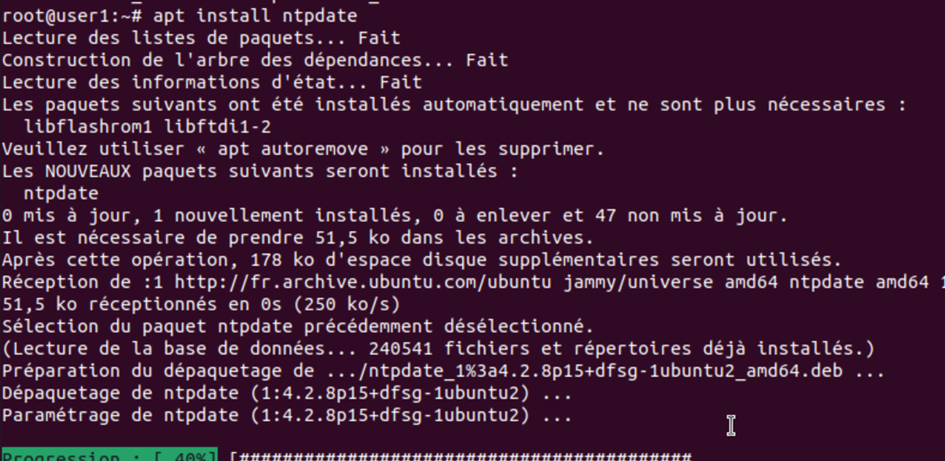 root@user1:~# apt install ntpdate
Lecture des listes de paquets... Fait
Construction de l'arbre des dépendances... Fait
Lecture des informations d'état... Fait
Les paquets suivants ont été installés automatiquement et ne sont plus nécessaires :
  libflashrom1 libftdi1-2
Veuillez utiliser « apt autoremove » pour les supprimer.
Les NOUVEAUX paquets suivants seront installés :
  ntpdate
0 mis à jour, 1 nouvellement installés, 0 à enlever et 47 non mis à jour.
Il est nécessaire de prendre 51,5 ko dans les archives.
Après cette opération, 178 ko d'espace disque supplémentaires seront utilisés.
Réception de :1 http://fr.archive.ubuntu.com/ubuntu jammy/universe amd64 ntpdate amd64
51,5 ko réceptionnés en 0s (250 ko/s)
Sélection du paquet ntpdate précédemment désélectionné.
(Lecture de la base de données... 240541 fichiers et répertoires déjà installés.)
Préparation du dépaquetage de .../ntpdate_1%3a4.2.8p15+dfsg-1ubuntu2_amd64.deb ...
Dépaquetage de ntpdate (1:4.2.8p15+dfsg-1ubuntu2) ...
Paramétrage de ntpdate (1:4.2.8p15+dfsg-1ubuntu2) ...
Progression : [ 40%] [##########################################